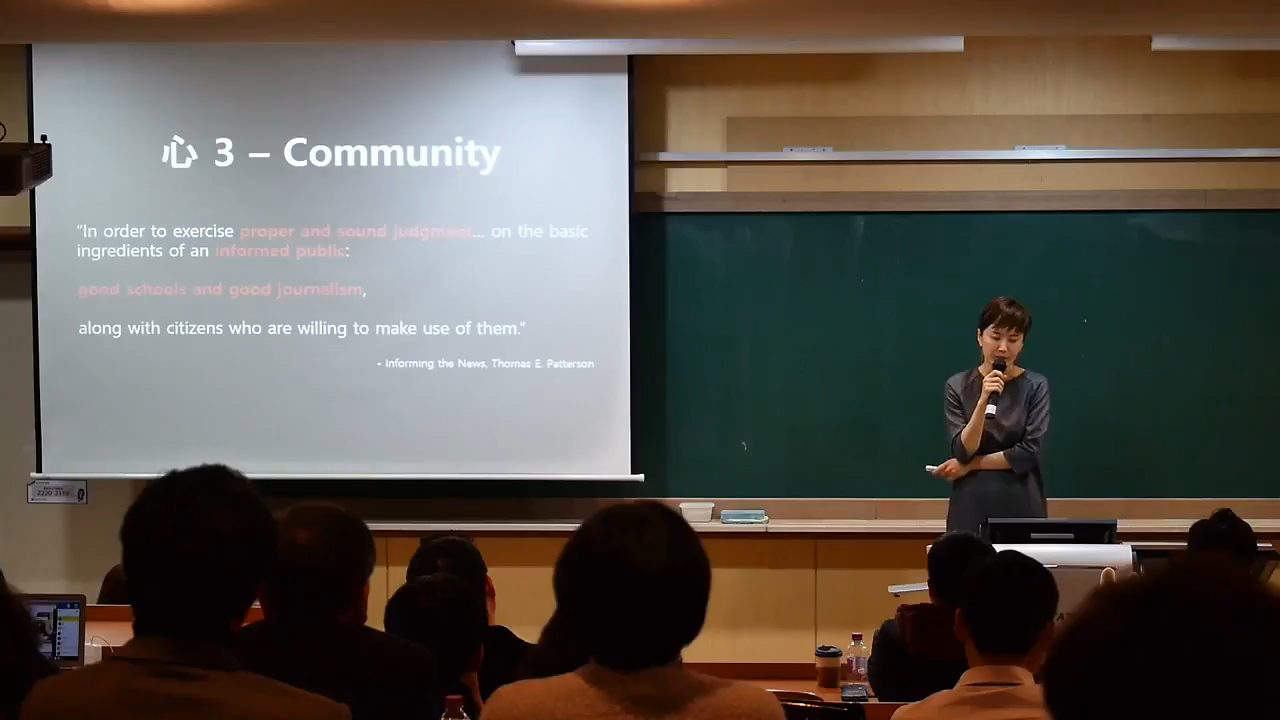 心 3 – Community
“In order to exercise proper and sound judgment... on the basic
ingredients of an informed public:
good schools and good journalism,
along with citizens who are willing to make use of them.”
- Informing the News, Thomas E. Patterson